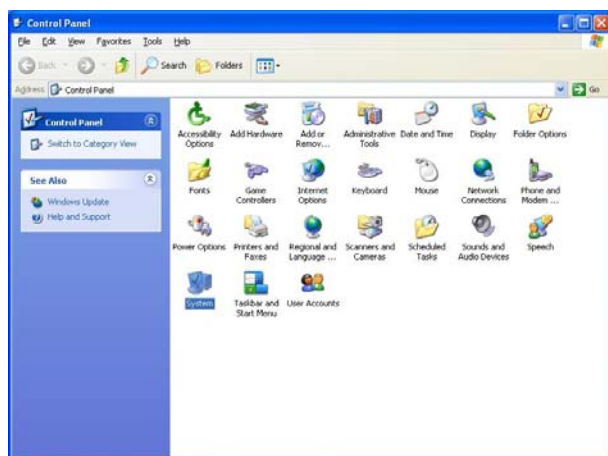 Control Panel
File Edit View Favorites Tools Help
Back Search Folders
Address Control Panel Go
Control Panel
Switch to Category View
See Also
Windows Update
Help and Support
Accessibility Options
Add Hardware
Add or Remov...
Administrative Tools
Date and Time
Display
Folder Options
Fonts
Game Controllers
Internet Options
Keyboard
Mouse
Network Connections
Phone and Modem ...
Power Options
Printers and Faxes
Regional and Language ...
Scanners and Cameras
Scheduled Tasks
Sounds and Audio Devices
Speech
System
Taskbar and Start Menu
User Accounts